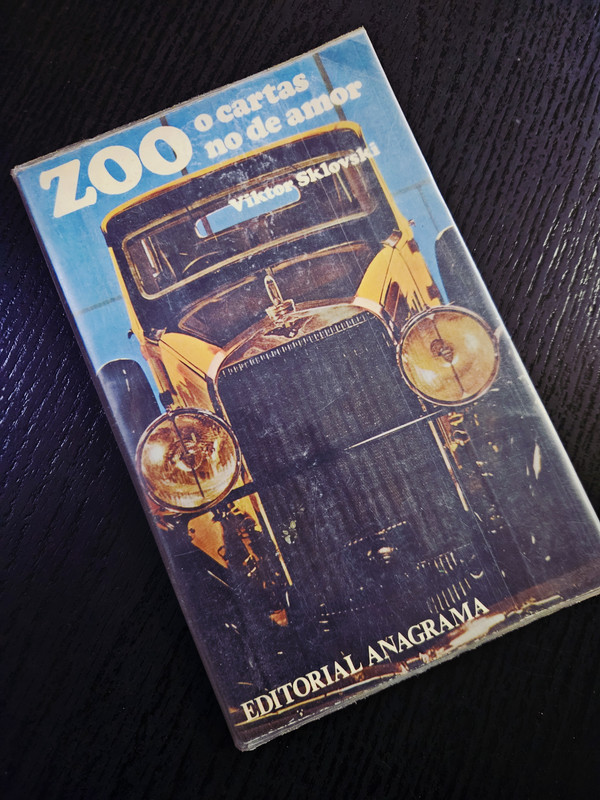 ZOO
o cartas
no de amor
Viktor Sklovski
EDITORIAL ANAGRAMA